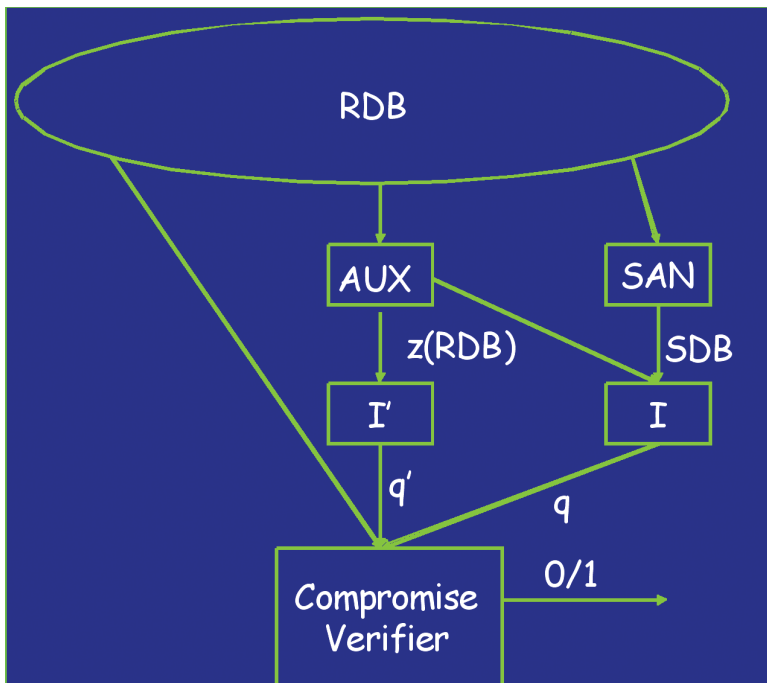 RDB
AUX
SAN
z(RDB)
SDB
I'
I
q'
q
0/1
Compromise
Verifier